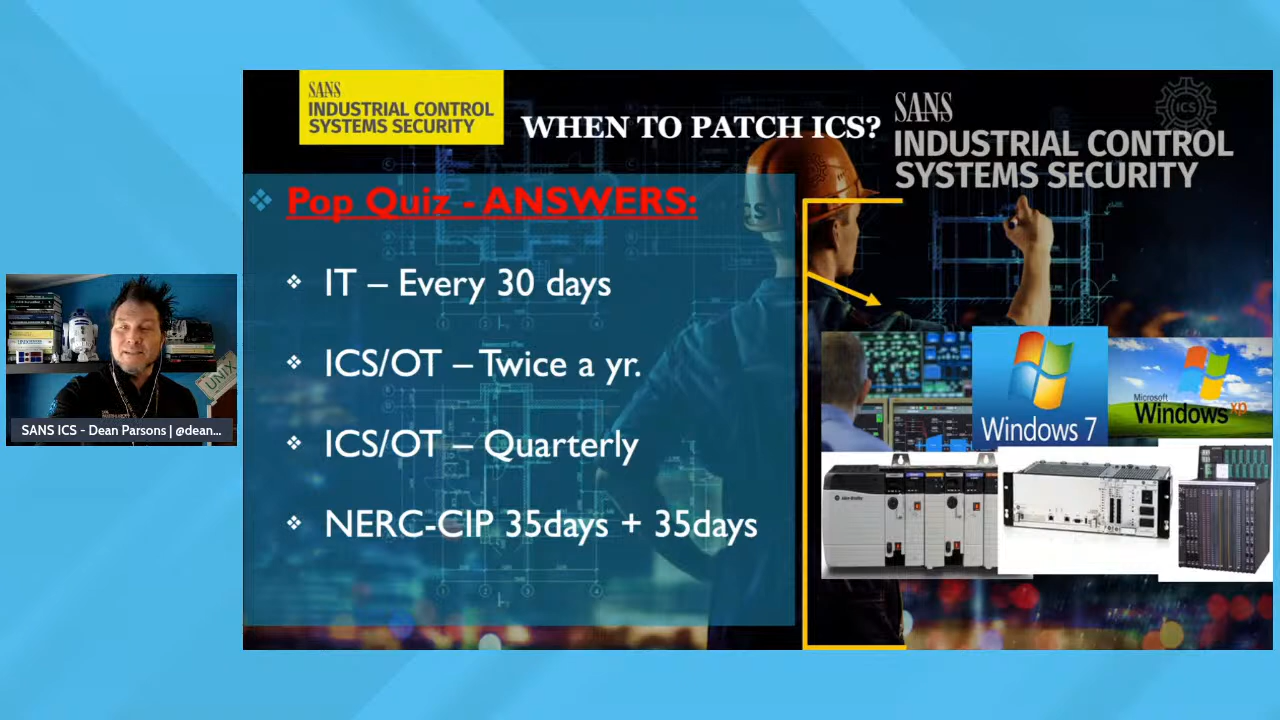 SANS
INDUSTRIAL CONTROL
SYSTEMS SECURITY
WHEN TO PATCH ICS?
SANS
ICS
INDUSTRIAL CONTROL
SYSTEMS SECURITY
Pop Quiz - ANSWERS:
IT – Every 30 days
ICS/OT – Twice a yr.
ICS/OT – Quarterly
NERC-CIP 35days + 35days
Windows 7
Microsoft
Windows xp
UNIX
SANS ICS - Dean Parsons | @dean...